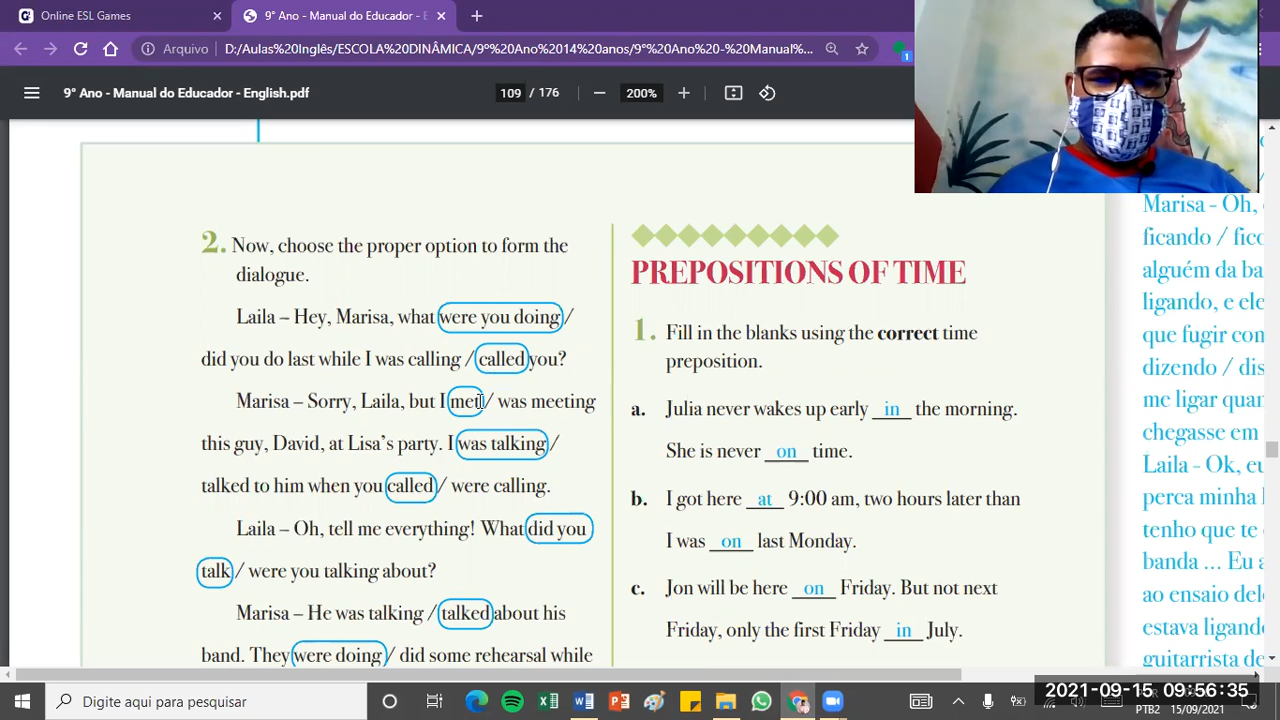 Online ESL Games
9° Ano - Manual do Educador - E
Arquivo
D:/Aulas%20Inglês/ESCOLA%20DINÂMICA/9º%20Ano%2014%20anos/9°%20Ano%20-%20Manual%...
1
9° Ano - Manual do Educador - English.pdf
109 / 176
200%
2. Now, choose the proper option to form the
dialogue.
Laila – Hey, Marisa, what were you doing /
did you do last while I was calling / called you?
Marisa – Sorry, Laila, but I met / was meeting
this guy, David, at Lisa's party. I was talking /
talked to him when you called / were calling.
Laila – Oh, tell me everything! What did you
talk / were you talking about?
Marisa – He was talking / talked about his
band. They were doing / did some rehearsal while
PREPOSITIONS OF TIME
1. Fill in the blanks using the correct time
preposition.
a. Julia never wakes up early in the morning.
She is never on time.
b. I got here at 9:00 am, two hours later than
I was on last Monday.
c. Jon will be here on Friday. But not next
Friday, only the first Friday in July.
Marisa - Oh,
ficando / fico
alguém da ba
ligando, e ele
que fugir com
dizendo / dis
me ligar quan
chegasse em
Laila - Ok, eu
perca minha
tenho que te
banda ... Eu a
ao ensaio del
estava ligand
guitarrista de
Digite aqui para pesquisar
2021-09-15 09:56:35
PTB2
15/09/2021